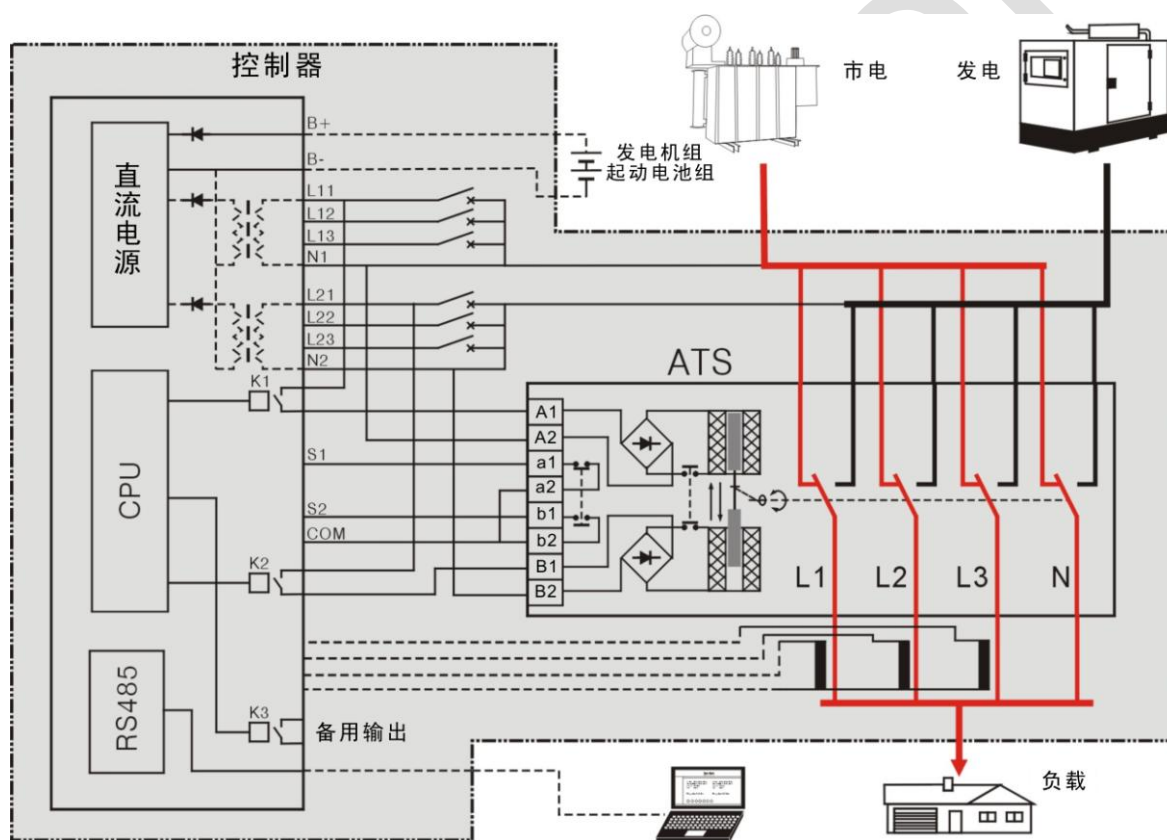 控制器
市电
发电
直流电源
B+
B-
发电机组
起动电池组
L11
L12
L13
N1
L21
L22
L23
N2
ATS
CPU
K1
S1
S2
COM
K2
A1
A2
a1
a2
b1
b2
B1
B2
L1
L2
L3
N
RS485
K3
备用输出
负载